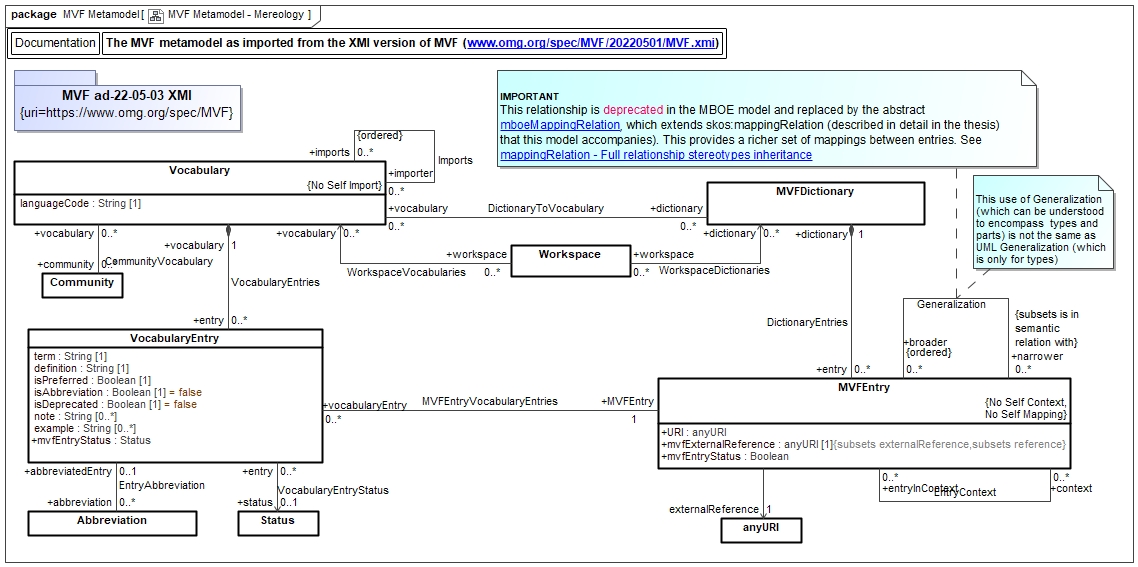 package MVF Metamodel[ MVF Metamodel - Mereology ]
Documentation The MVF metamodel as imported from the XMI version of MVF (www.omg.org/spec/MVF/20220501/MVF.xmi)
MVF ad-22-05-03 XMI
{uri=https://www.omg.org/spec/MVF}
IMPORTANT
This relationship is deprecated in the MBOE model and replaced by the abstract
mboeMappingRelation, which extends skos:mappingRelation (described in detail in the thesis)
that this model accompanies). This provides a richer set of mappings between entries. See
mappingRelation - Full relationship stereotypes inheritance
This use of Generalization
(which can be understood
to encompass types and
parts) is not the same as
UML Generalization (which
is only for types)
{ordered}
+imports 0..*
Imports
+importer
0..*
Vocabulary
{No Self Import}
languageCode : String [1]
MVFDictionary
+vocabulary DictionaryToVocabulary +dictionary
0..* 0..*
+vocabulary 0..*
+community 0..*
CommunityVocabulary
Community
+vocabulary 1
VocabularyEntries
+entry 0..*
+vocabulary 0..*
WorkspaceVocabularies
+workspace
0..*
Workspace
+workspace
0..*
WorkspaceDictionaries
+dictionary 0..*
+dictionary 1
DictionaryEntries
+entry 0..*
Generalization
+broader
{ordered}
0..*
{subsets is in
semantic
relation with}
+narrower
0..*
VocabularyEntry
term : String [1]
definition : String [1]
isPreferred : Boolean [1]
isAbbreviation : Boolean [1] = false
isDeprecated : Boolean [1] = false
note : String [0..*]
example : String [0..*]
+mvfEntryStatus : Status
+vocabularyEntry MVFEntryVocabularyEntries +MVFEntry
0..* 1
MVFEntry
{No Self Context,
No Self Mapping}
+URI : anyURI
+mvfExternalReference : anyURI [1]{subsets externalReference,subsets reference}
+mvfEntryStatus : Boolean
+abbreviatedEntry 0..1
EntryAbbreviation
+abbreviation 0..*
Abbreviation
+entry 0..*
VocabularyEntryStatus
+status 0..1
Status
externalReference 1
anyURI
0..*
+entryInContext
EntryContext
0..*
+context